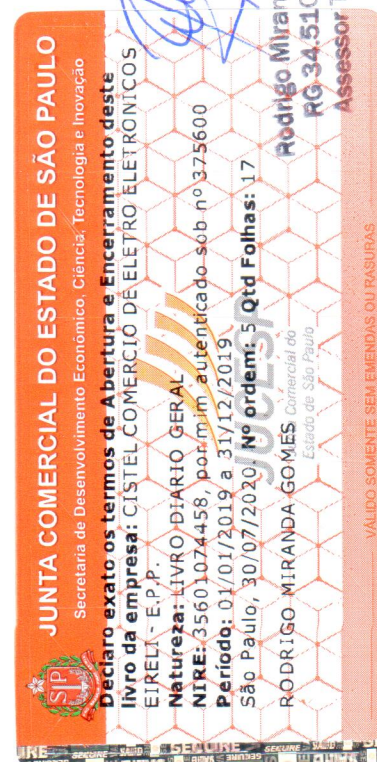 JUNTA COMERCIAL DO ESTADO DE SÃO PAULO
Secretaria de Desenvolvimento Econômico, Ciência, Tecnologia e Inovação
Declaro exato os termos de Abertura e Encerramento deste
livro da empresa: CISTEL COMERCIO DE ELETRO ELETRONICOS
EIRELI - E.P.P.
Natureza: LIVRO DIARIO GERAL
NIRE: 35601074458, por mim autenticado sob nº 375600
Período: 01/01/2019 a 31/12/2019
São Paulo, 30/07/2020. Nº ordem: 5 Qtd Folhas: 17
JUCESP
Comercial do
Estado de São Paulo
RODRIGO MIRANDA GOMES
Rodrigo Miran
RG 34.510
Assessor
VÁLIDO SOMENTE SEM EMENDAS OU RASURAS
SECURE
SECURE